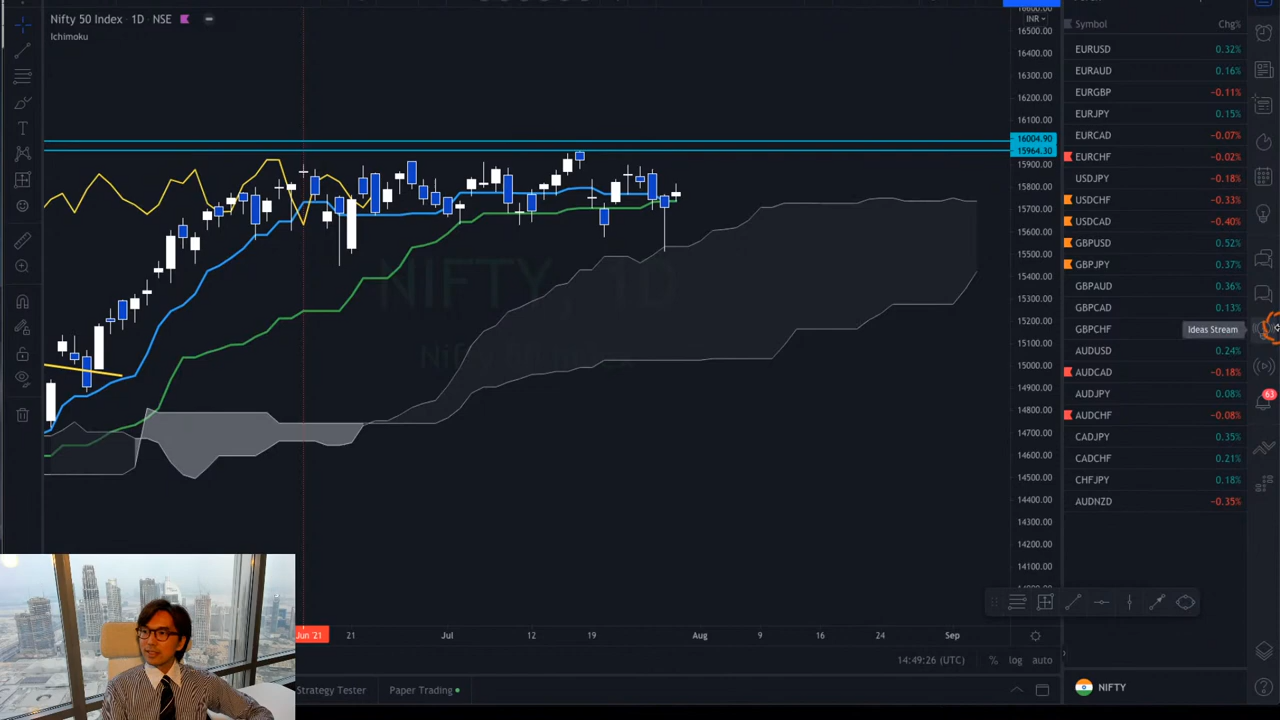 Nifty 50 Index · 1D · NSE
Ichimoku
INR
16500.00
16400.00
16300.00
16200.00
16100.00
16004.90
15964.30
15900.00
15800.00
15700.00
15600.00
15500.00
15400.00
15300.00
15200.00
15100.00
15000.00
14900.00
14800.00
14700.00
14600.00
14500.00
14400.00
14300.00
14200.00
14100.00
NIFTY, 1D
Nifty 50 Index
Symbol Chg%
EURUSD 0.32%
EURAUD 0.16%
EURGBP −0.11%
EURJPY 0.15%
EURCAD −0.07%
EURCHF −0.02%
USDJPY −0.18%
USDCHF −0.33%
USDCAD −0.40%
GBPUSD 0.52%
GBPJPY 0.37%
GBPAUD 0.36%
GBPCAD 0.13%
GBPCHF
Ideas Stream
AUDUSD 0.24%
AUDCAD −0.18%
AUDJPY 0.08%
AUDCHF −0.08%
CADJPY 0.35%
CADCHF 0.21%
CHFJPY 0.18%
AUDNZD −0.35%
63
Jun '21 21 Jul 12 19 Aug 9 16 24 Sep
14:49:26 (UTC) % log auto
Strategy Tester Paper Trading
NIFTY